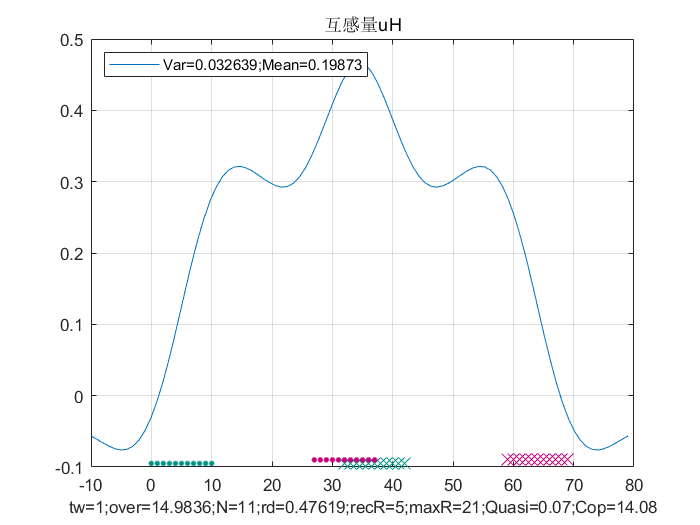 互感量uH
Var=0.032639;Mean=0.19873
0.5
0.4
0.3
0.2
0.1
0
-0.1
-10 0 10 20 30 40 50 60 70 80
tw=1;over=14.9836;N=11;rd=0.47619;recR=5;maxR=21;Quasi=0.07;Cop=14.08